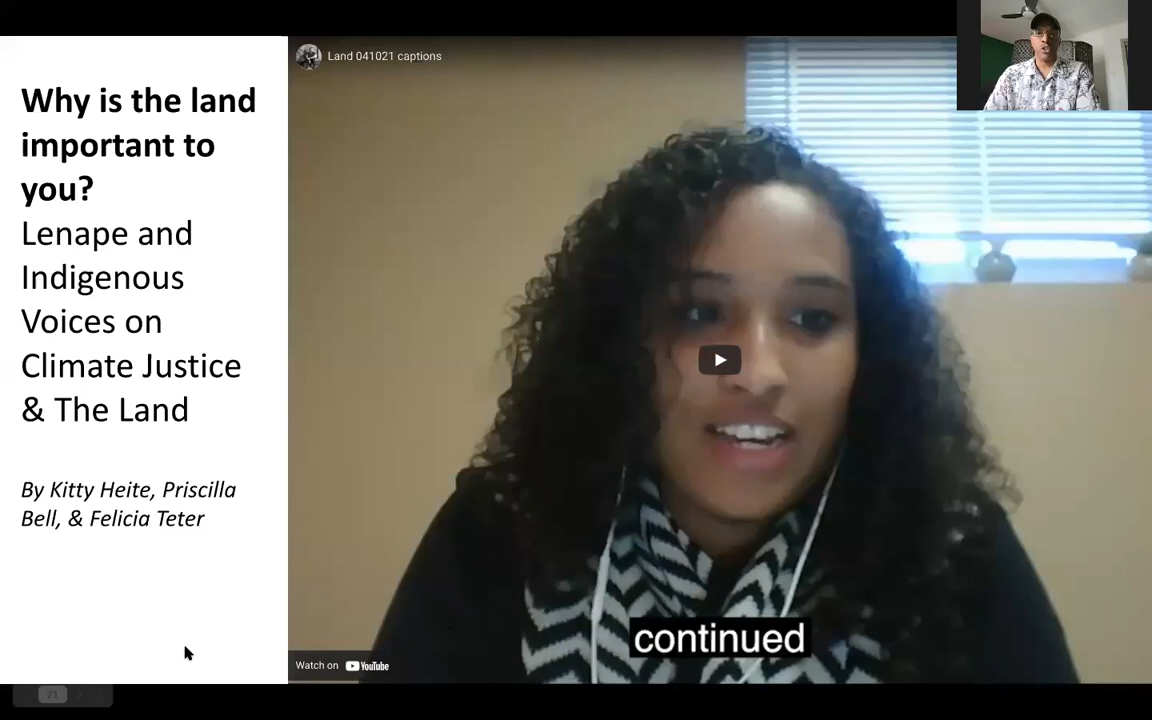 Why is the land
important to
you?
Lenape and
Indigenous
Voices on
Climate Justice
& The Land
By Kitty Heite, Priscilla
Bell, & Felicia Teter
Land 041021 captions
continued
Watch on YouTube
71